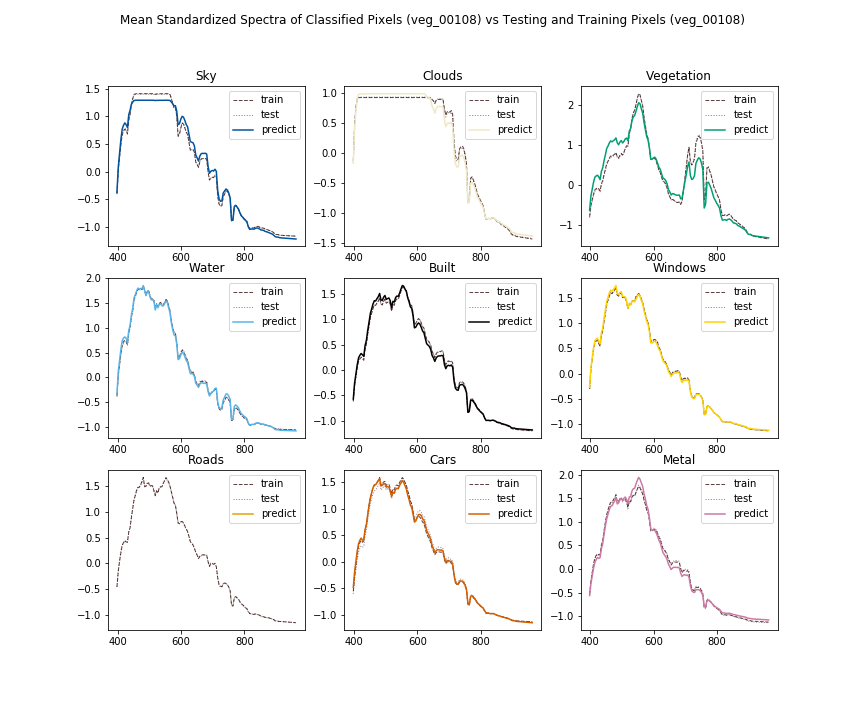 Mean Standardized Spectra of Classified Pixels (veg_00108) vs Testing and Training Pixels (veg_00108)
Sky
1.5
1.0
0.5
0.0
−0.5
−1.0
400 600 800
train
test
predict
Clouds
1.0
0.5
0.0
−0.5
−1.0
−1.5
400 600 800
train
test
predict
Vegetation
2
1
0
−1
400 600 800
train
test
predict
Water
2.0
1.5
1.0
0.5
0.0
−0.5
−1.0
400 600 800
train
test
predict
Built
1.5
1.0
0.5
0.0
−0.5
−1.0
400 600 800
train
test
predict
Windows
1.5
1.0
0.5
0.0
−0.5
−1.0
400 600 800
train
test
predict
Roads
1.5
1.0
0.5
0.0
−0.5
−1.0
400 600 800
train
test
predict
Cars
1.5
1.0
0.5
0.0
−0.5
−1.0
400 600 800
train
test
predict
Metal
2.0
1.5
1.0
0.5
0.0
−0.5
−1.0
400 600 800
train
test
predict